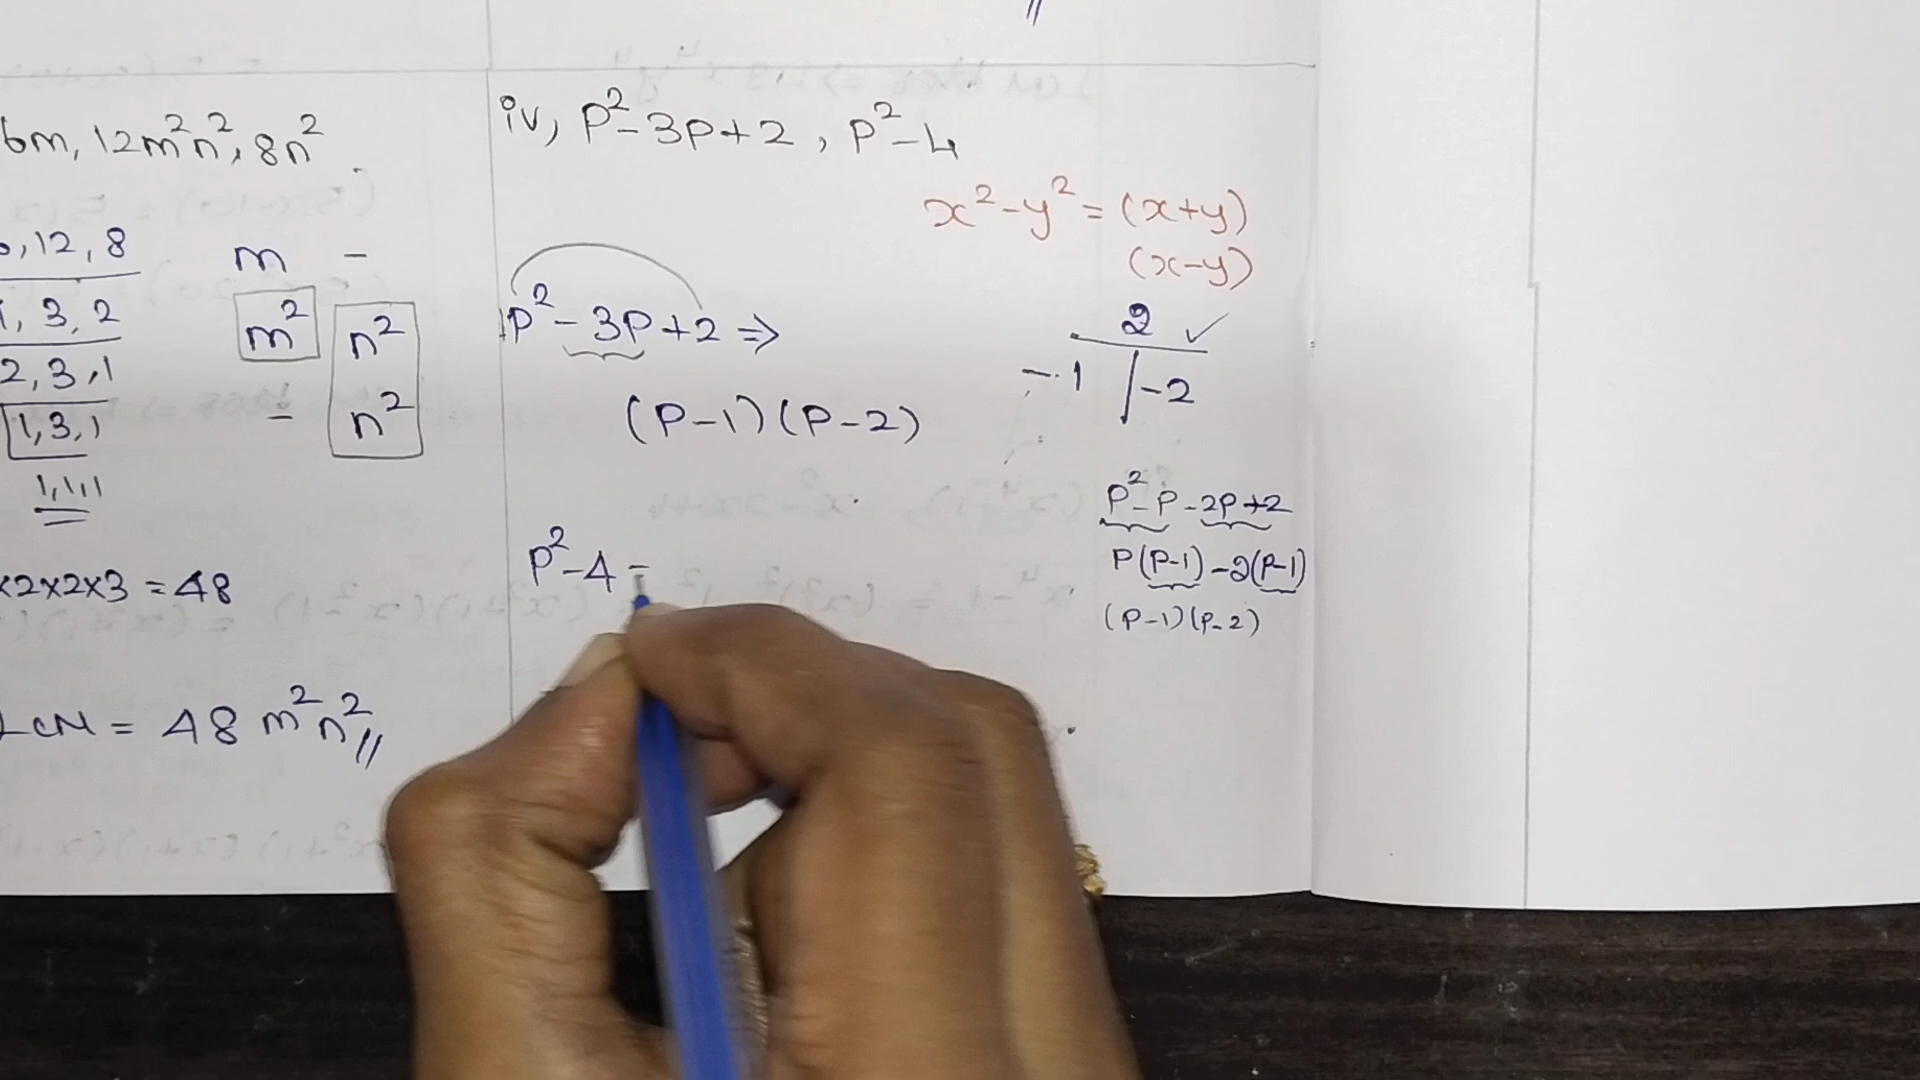 6m, 12m²n², 8n²
, 12, 8
1, 3, 2
2, 3, 1
1, 3, 1
1, 1, 1
m -
m² n²
- n²
×2×2×3 = 48
LCM = 48 m²n² //
iv, p² - 3p + 2, p² - 4
x² - y² = (x+y)
(x-y)
p² - 3p + 2 ⇒
(p-1)(p-2)
2 ✓
-1 | -2
p² - p - 2p + 2
p(p-1) - 2(p-1)
(p-1)(p-2)
p² - 4 =